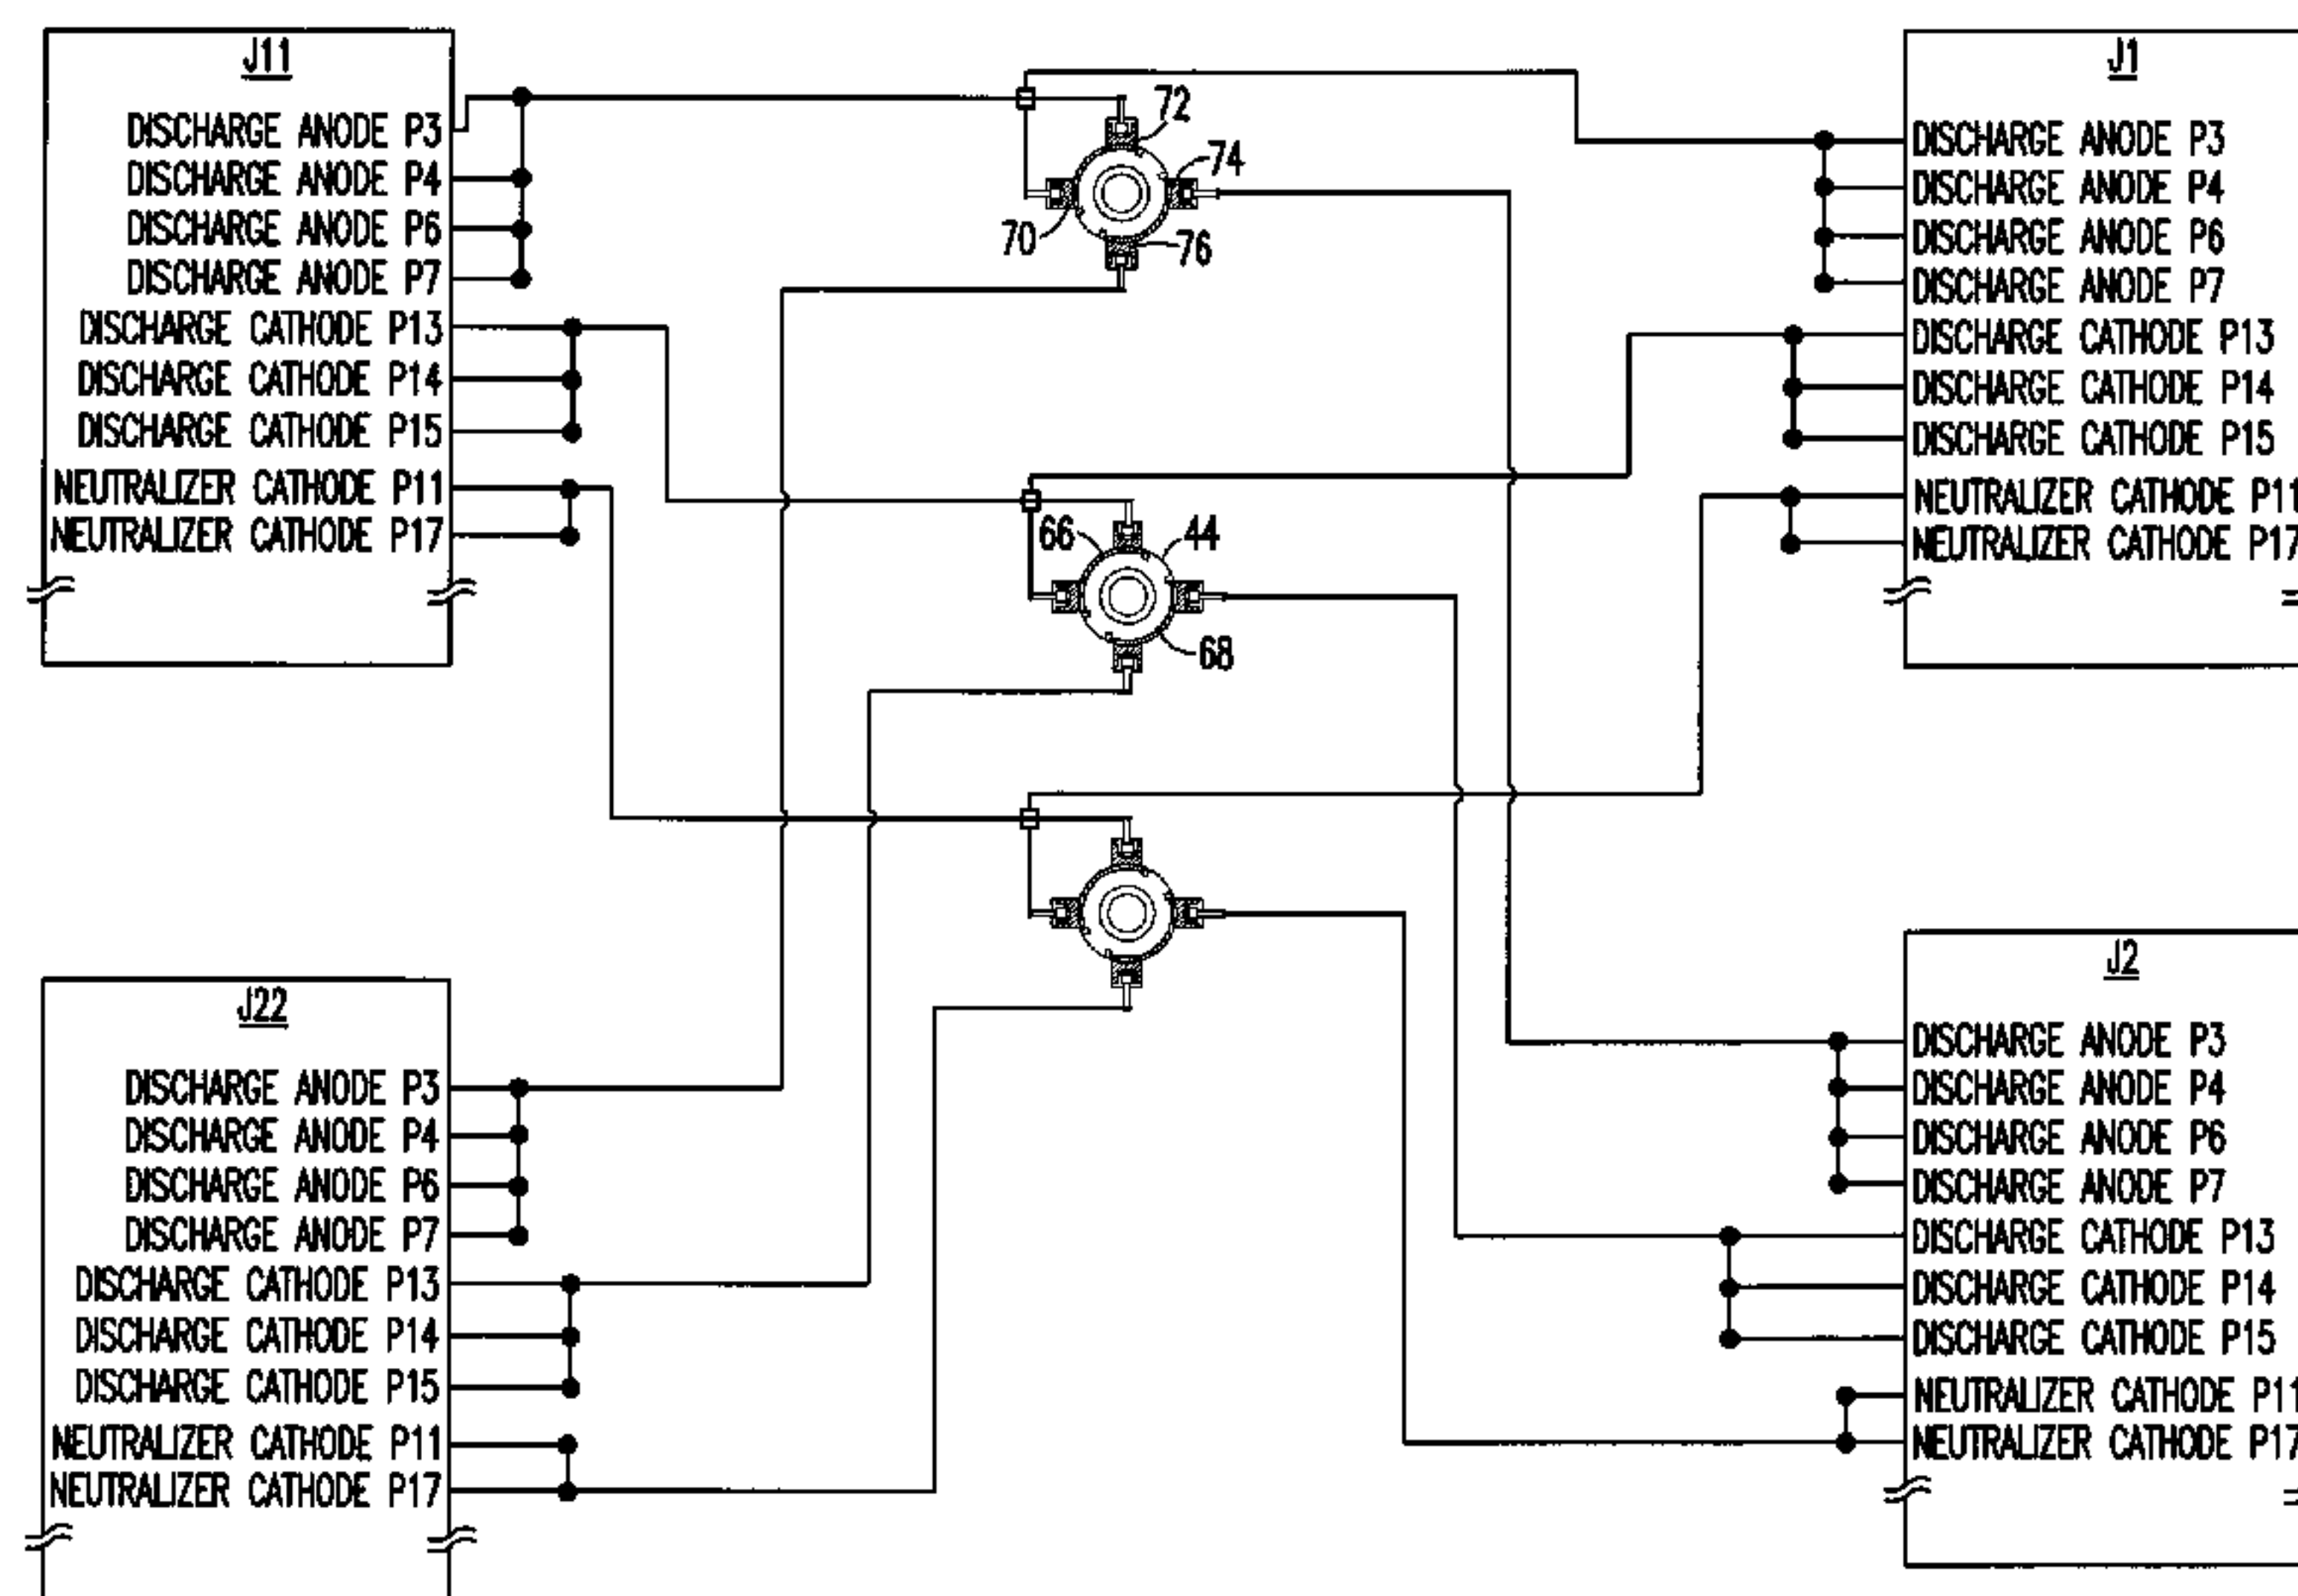 J11
DISCHARGE ANODE P3
DISCHARGE ANODE P4
DISCHARGE ANODE P6
DISCHARGE ANODE P7
DISCHARGE CATHODE P13
DISCHARGE CATHODE P14
DISCHARGE CATHODE P15
NEUTRALIZER CATHODE P11
NEUTRALIZER CATHODE P17
72
74
70
76
66
44
68
J1
DISCHARGE ANODE P3
DISCHARGE ANODE P4
DISCHARGE ANODE P6
DISCHARGE ANODE P7
DISCHARGE CATHODE P13
DISCHARGE CATHODE P14
DISCHARGE CATHODE P15
NEUTRALIZER CATHODE P11
NEUTRALIZER CATHODE P17
J22
DISCHARGE ANODE P3
DISCHARGE ANODE P4
DISCHARGE ANODE P6
DISCHARGE ANODE P7
DISCHARGE CATHODE P13
DISCHARGE CATHODE P14
DISCHARGE CATHODE P15
NEUTRALIZER CATHODE P11
NEUTRALIZER CATHODE P17
J2
DISCHARGE ANODE P3
DISCHARGE ANODE P4
DISCHARGE ANODE P6
DISCHARGE ANODE P7
DISCHARGE CATHODE P13
DISCHARGE CATHODE P14
DISCHARGE CATHODE P15
NEUTRALIZER CATHODE P11
NEUTRALIZER CATHODE P17